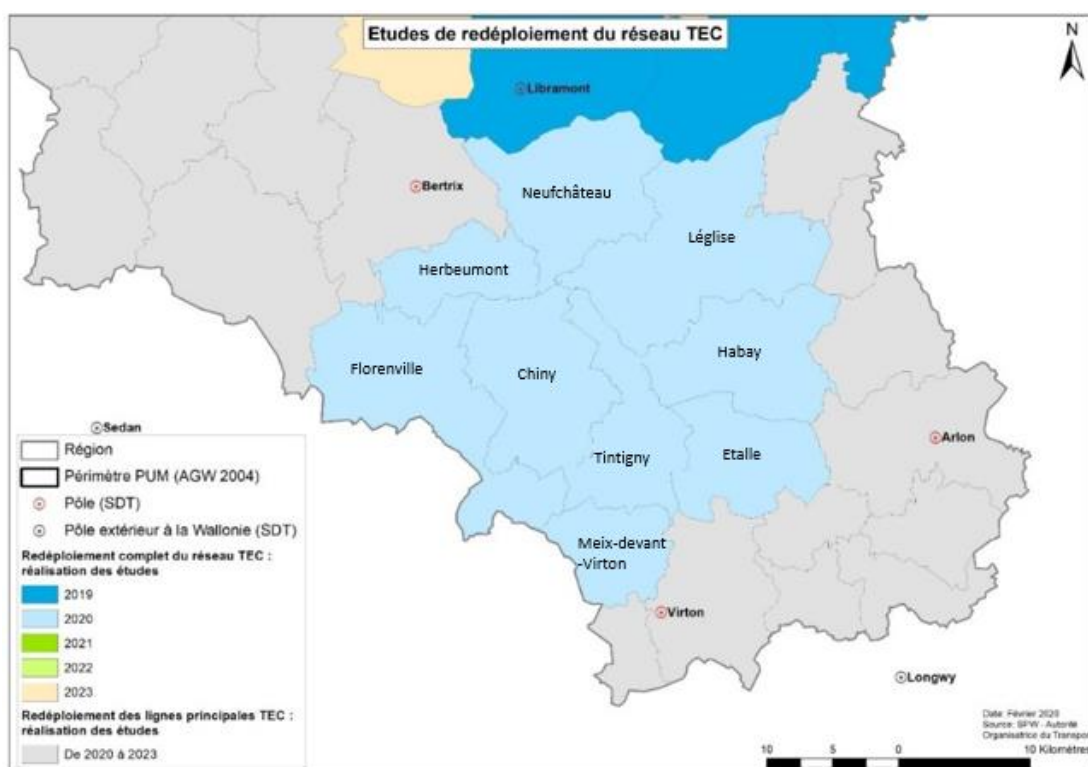 Etudes de redéploiement du réseau TEC
N
Libramont
Bertrix
Neufchâteau
Léglise
Herbeumont
Habay
Florenville
Chiny
Sedan
Arlon
Tintigny
Etalle
Meix-devant
-Virton
Virton
Longwy
Région
Périmètre PUM (AGW 2004)
Pôle (SDT)
Pôle extérieur à la Wallonie (SDT)
Redéploiement complet du réseau TEC :
réalisation des études
2019
2020
2021
2022
2023
Redéploiement des lignes principales TEC :
réalisation des études
De 2020 à 2023
Date: Février 2020
Source: SPW - Autorité
Organisatrice du Transpor
10 5 0 10 Kilomètres